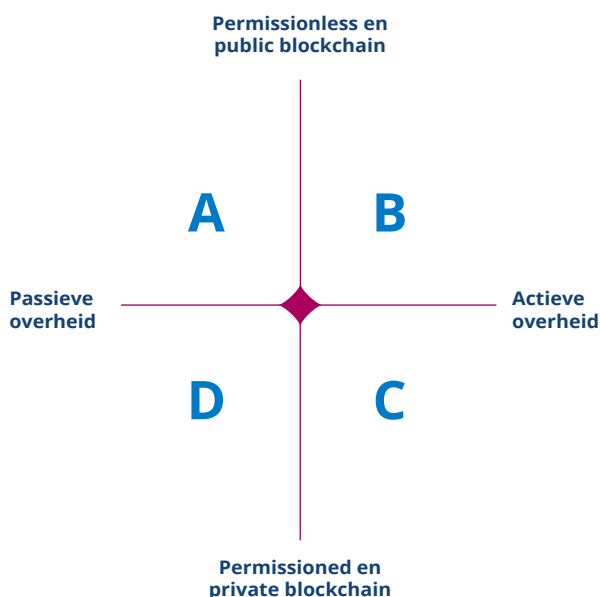 Permissionless en
public blockchain
A
B
Passieve
overheid
Actieve
overheid
D
C
Permissioned en
private blockchain